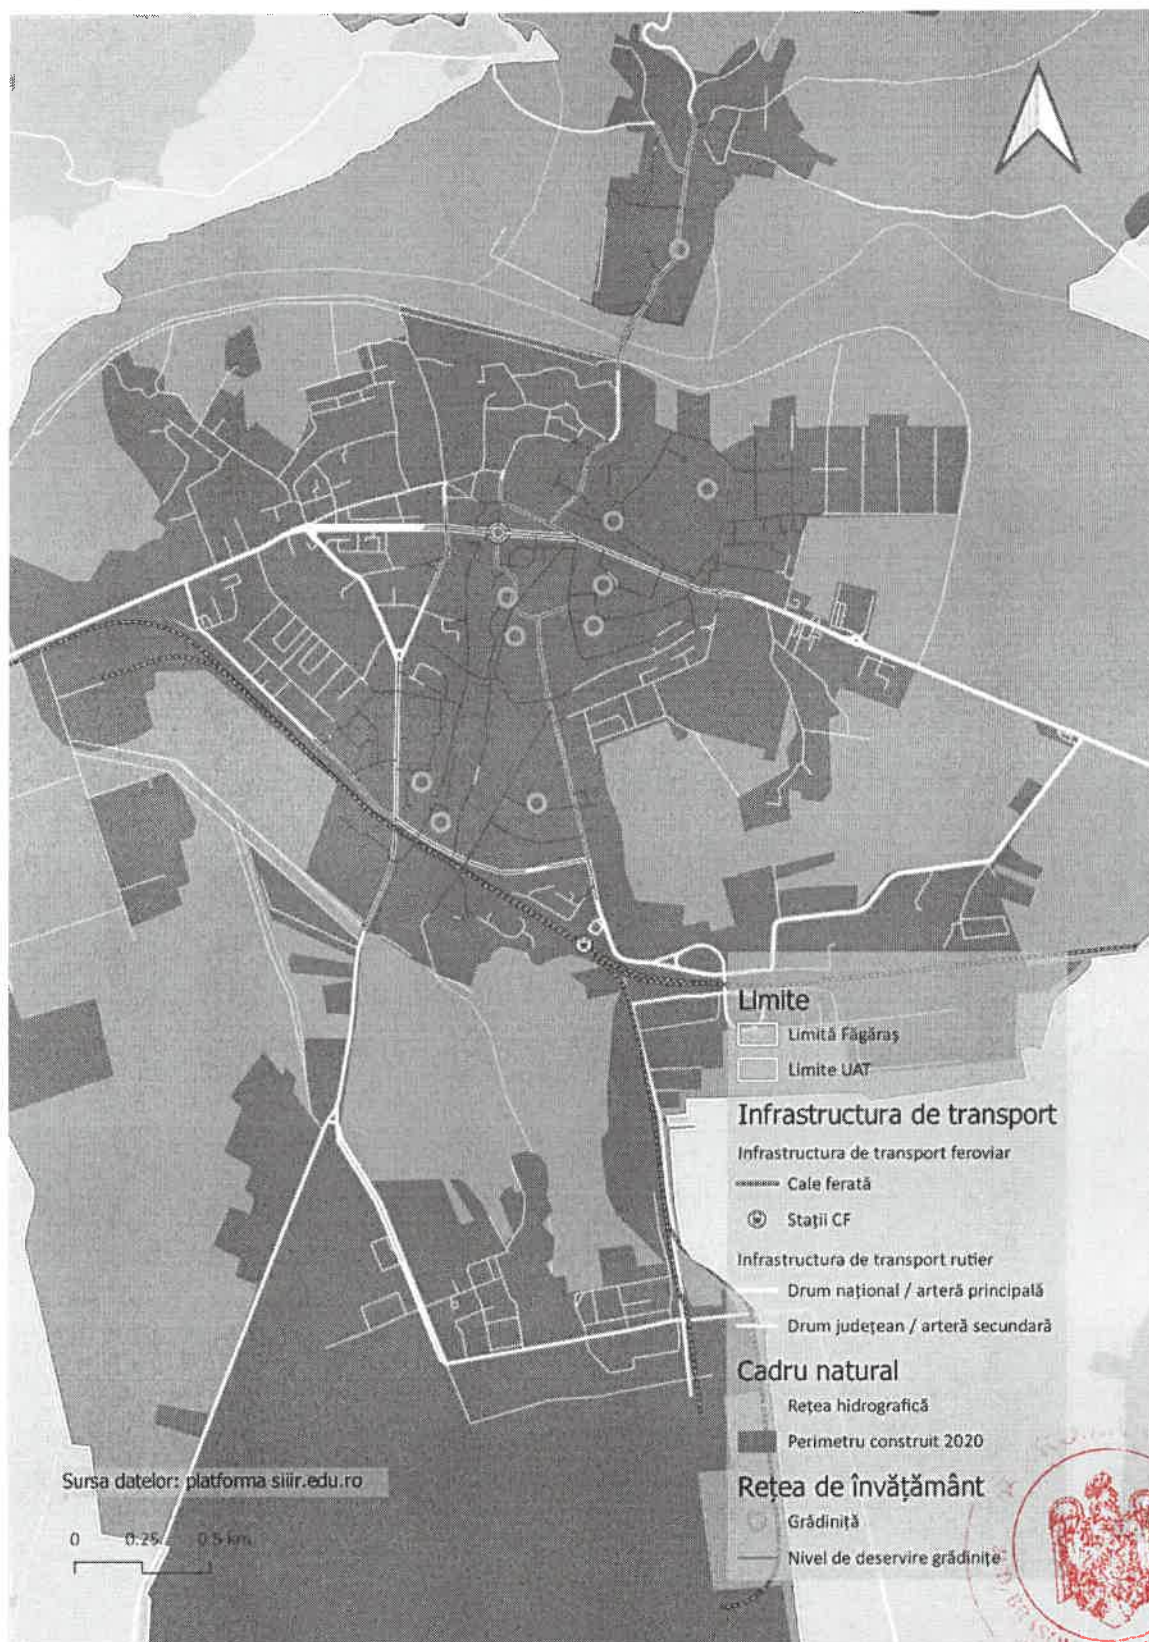 Limite
Limită Făgăraș
Limite UAT
Infrastructura de transport
Infrastructura de transport feroviar
Cale ferată
Stații CF
Infrastructura de transport rutier
Drum național / arteră principală
Drum județean / arteră secundară
Cadru natural
Rețea hidrografică
Perimetru construit 2020
Sursa datelor: platforma siiir.edu.ro
Rețea de învățământ
Grădiniță
Nivel de deservire grădinițe
0 0.25 0.5 km